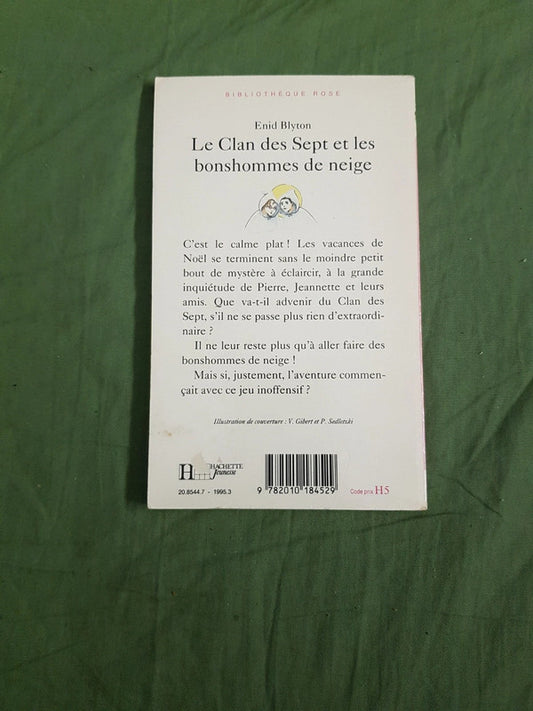 BIBLIOTHÈQUE ROSE
Enid Blyton
Le Clan des Sept et les
bonshommes de neige
C'est le calme plat ! Les vacances de
Noël se terminent sans le moindre petit
bout de mystère à éclaircir, à la grande
inquiétude de Pierre, Jeannette et leurs
amis. Que va-t-il advenir du Clan des
Sept, s'il ne se passe plus rien d'extraordi-
naire ?
Il ne leur reste plus qu'à aller faire des
bonshommes de neige !
Mais si, justement, l'aventure commen-
çait avec ce jeu inoffensif ?
Illustration de couverture : V. Gibert et P. Sadletzki
H HACHETTE
Jeunesse
20.8544.7 - 1995.3
9 782010 184529
Code prix H5